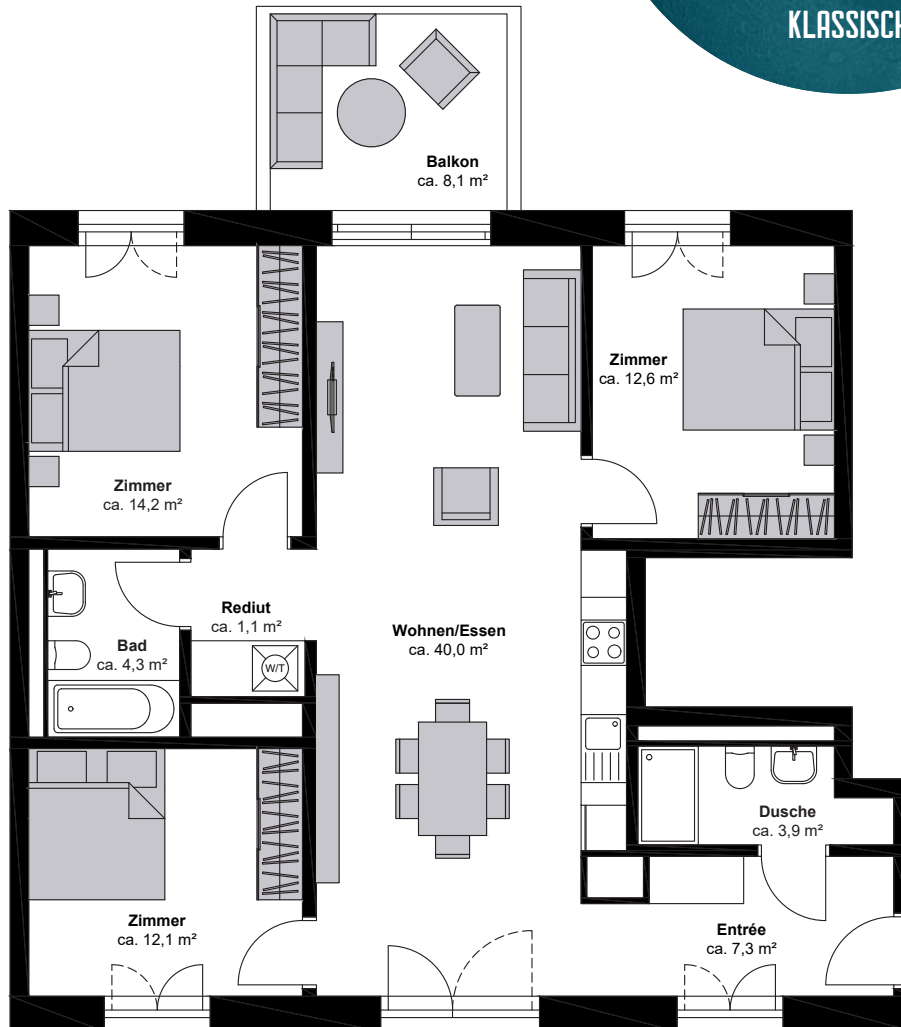 KLASSISCH
Balkon
ca. 8,1 m²
Zimmer
ca. 12,6 m²
Zimmer
ca. 14,2 m²
Rediut
ca. 1,1 m²
W/T
Bad
ca. 4,3 m²
Wohnen/Essen
ca. 40,0 m²
Dusche
ca. 3,9 m²
Zimmer
ca. 12,1 m²
Entrée
ca. 7,3 m²